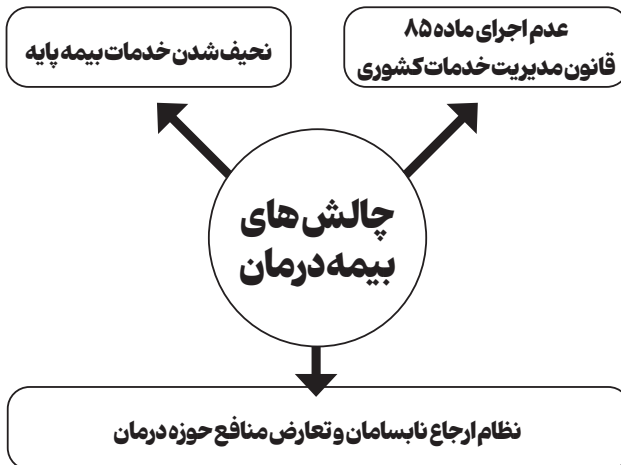 عدم اجرای ماده ۸۵
قانون مدیریت خدمات کشوری
نحیف شدن خدمات بیمه پایه
چالش های
بیمه درمان
نظام ارجاع نابسامان و تعارض منافع حوزه درمان